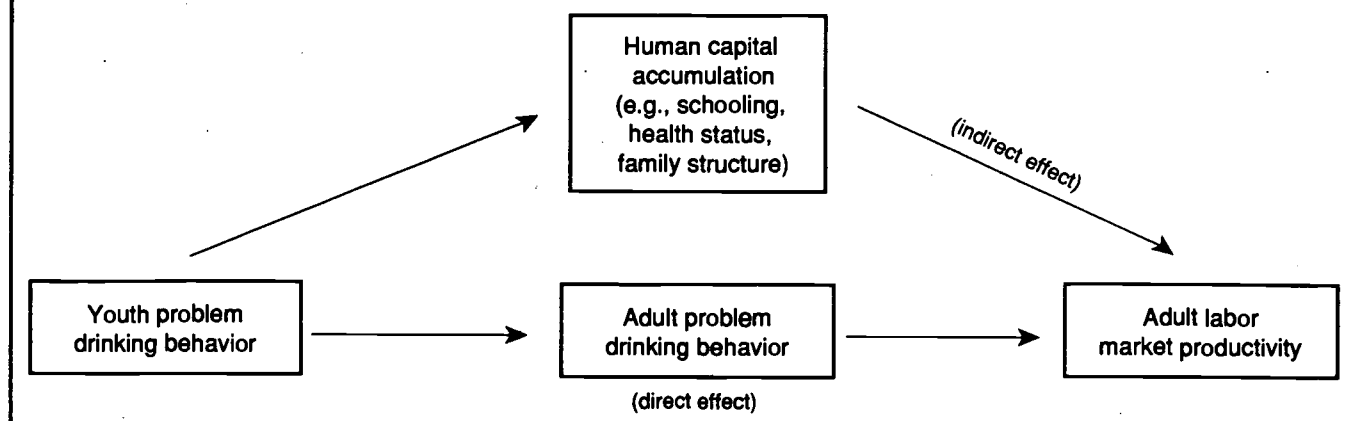 Human capital
accumulation
(e.g., schooling,
health status,
family structure)
(indirect effect)
Youth problem
drinking behavior
Adult problem
drinking behavior
(direct effect)
Adult labor
market productivity